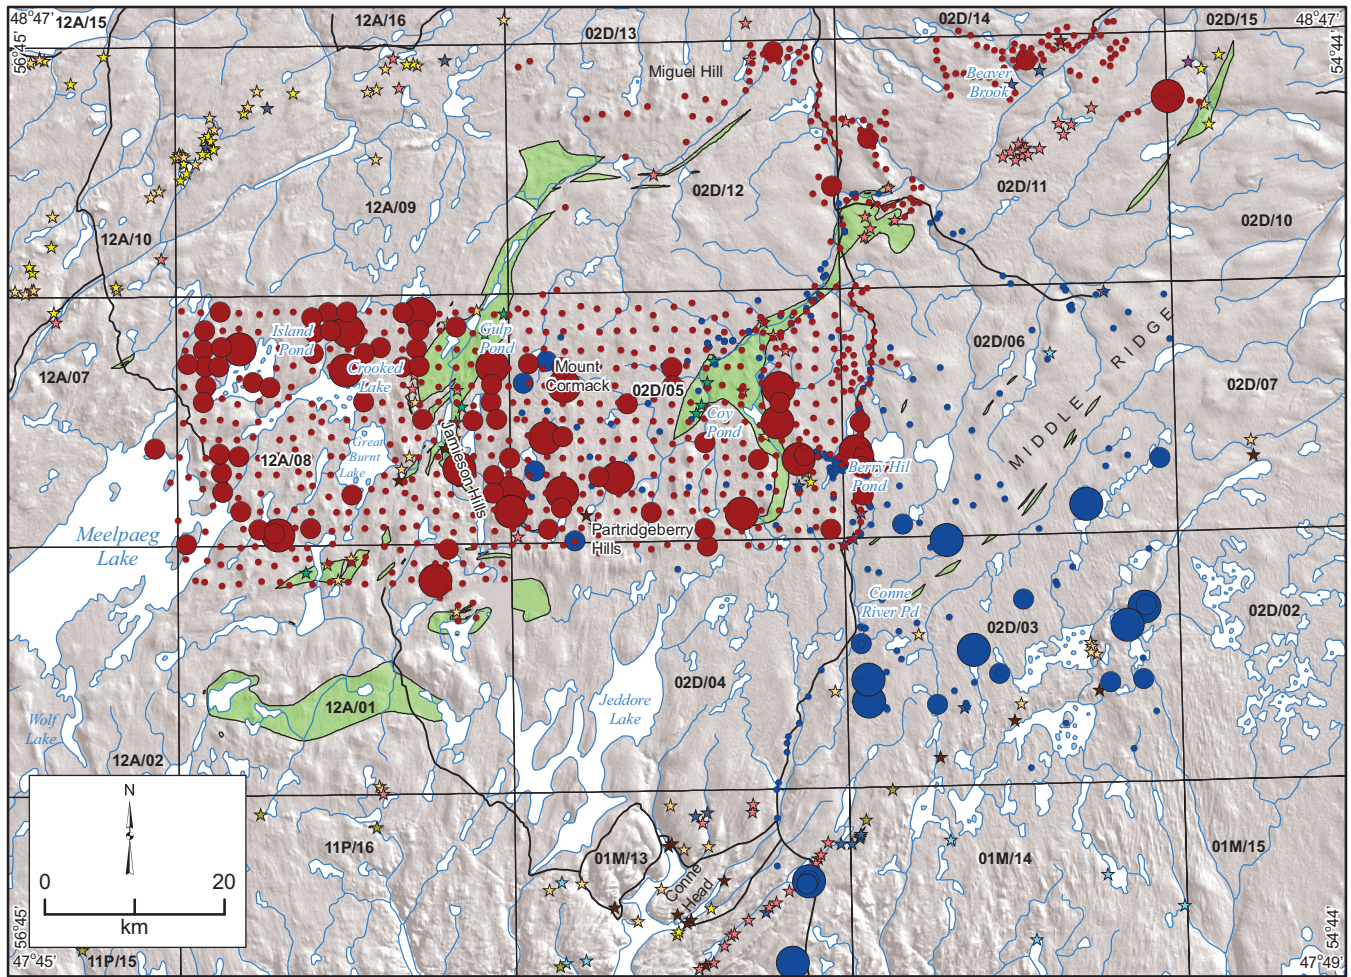 48°47'
12A/15
12A/16
02D/13
02D/14
02D/15
48°47'
56°45'
54°44'
Miguel Hill
Beaver
Brook
02D/12
02D/11
12A/09
12A/10
02D/10
Island
Pond
Gulp
Pond
Crooked
Lake
Mount
Cormack
02D/05
02D/06
MIDDLE RIDGE
12A/07
02D/07
Coy
Pond
Great
Burnt
Lake
12A/08
Jamieson Hills
Berry Hil
Pond
Meelpaeg
Lake
Partridgeberry
Hills
Conne
River Pd
02D/03
02D/02
02D/04
12A/01
Jeddore
Lake
Wolf
Lake
12A/02
N
0
20
km
11P/16
01M/13
Conne
Head
01M/14
01M/15
56°45'
54°44'
47°45'
11P/15
47°49'